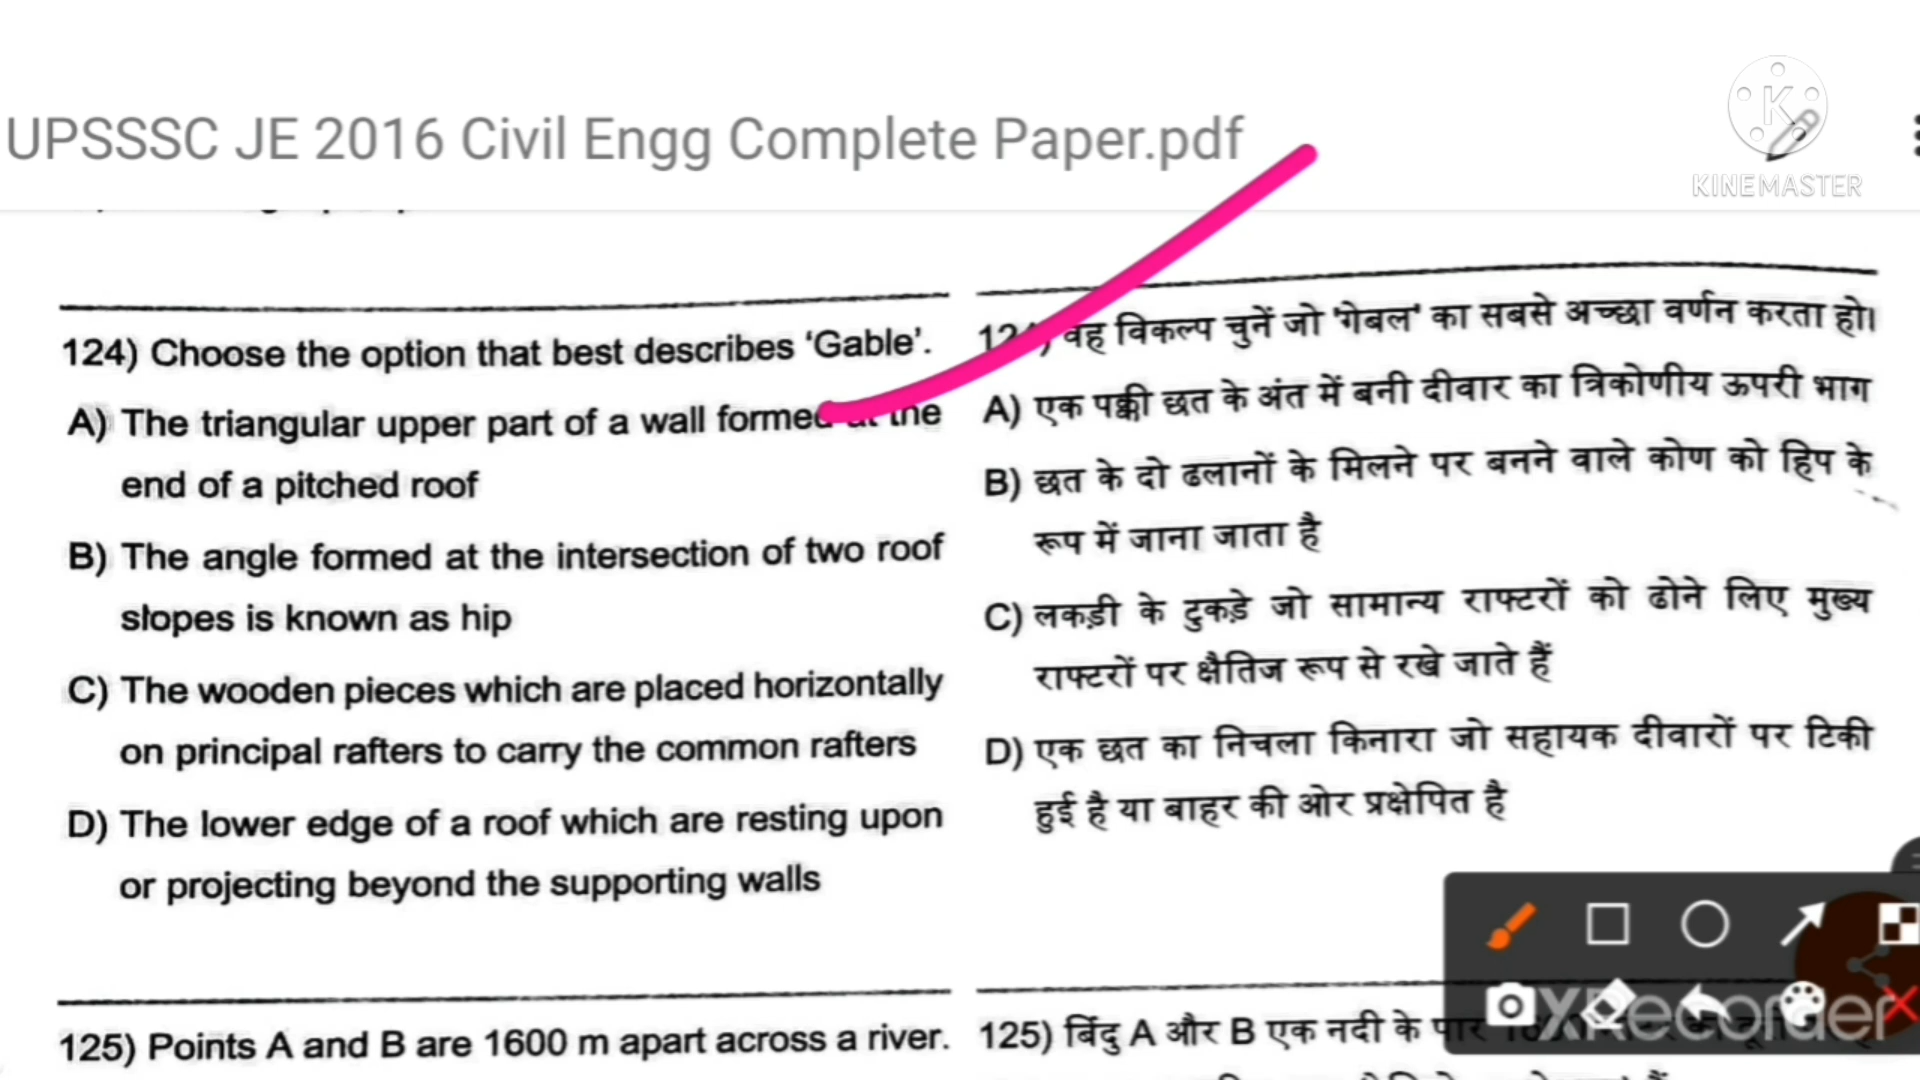 UPSSSC JE 2016 Civil Engg Complete Paper.pdf
KINEMASTER
124) Choose the option that best describes ‘Gable’.
A) The triangular upper part of a wall formed at the
end of a pitched roof
B) The angle formed at the intersection of two roof
slopes is known as hip
C) The wooden pieces which are placed horizontally
on principal rafters to carry the common rafters
D) The lower edge of a roof which are resting upon
or projecting beyond the supporting walls
125) Points A and B are 1600 m apart across a river.
124) वह विकल्प चुनें जो 'गेबल' का सबसे अच्छा वर्णन करता हो।
A) एक पक्की छत के अंत में बनी दीवार का त्रिकोणीय ऊपरी भाग
B) छत के दो ढलानों के मिलने पर बनने वाले कोण को हिप के
रूप में जाना जाता है
C) लकड़ी के टुकड़े जो सामान्य राफ्टरों को ढोने लिए मुख्य
राफ्टरों पर क्षैतिज रूप से रखे जाते हैं
D) एक छत का निचला किनारा जो सहायक दीवारों पर टिकी
हुई है या बाहर की ओर प्रक्षेपित है
125) बिंदु A और B एक नदी के पार
XRecorder